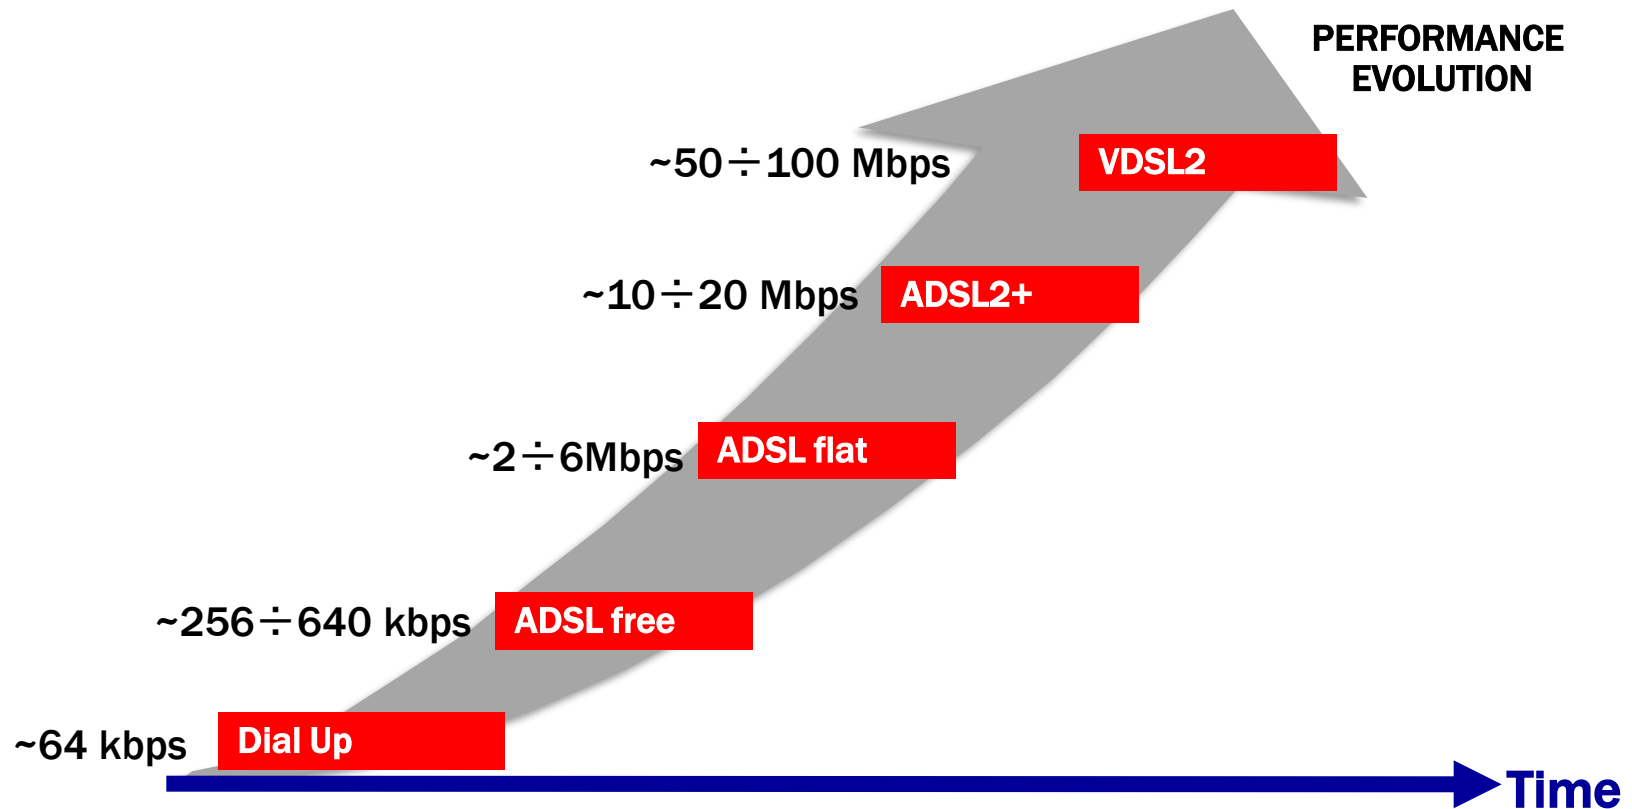 PERFORMANCE
EVOLUTION
~50÷100 Mbps
VDSL2
~10÷20 Mbps
ADSL2+
~2÷6Mbps
ADSL flat
~256÷640 kbps
ADSL free
~64 kbps
Dial Up
Time